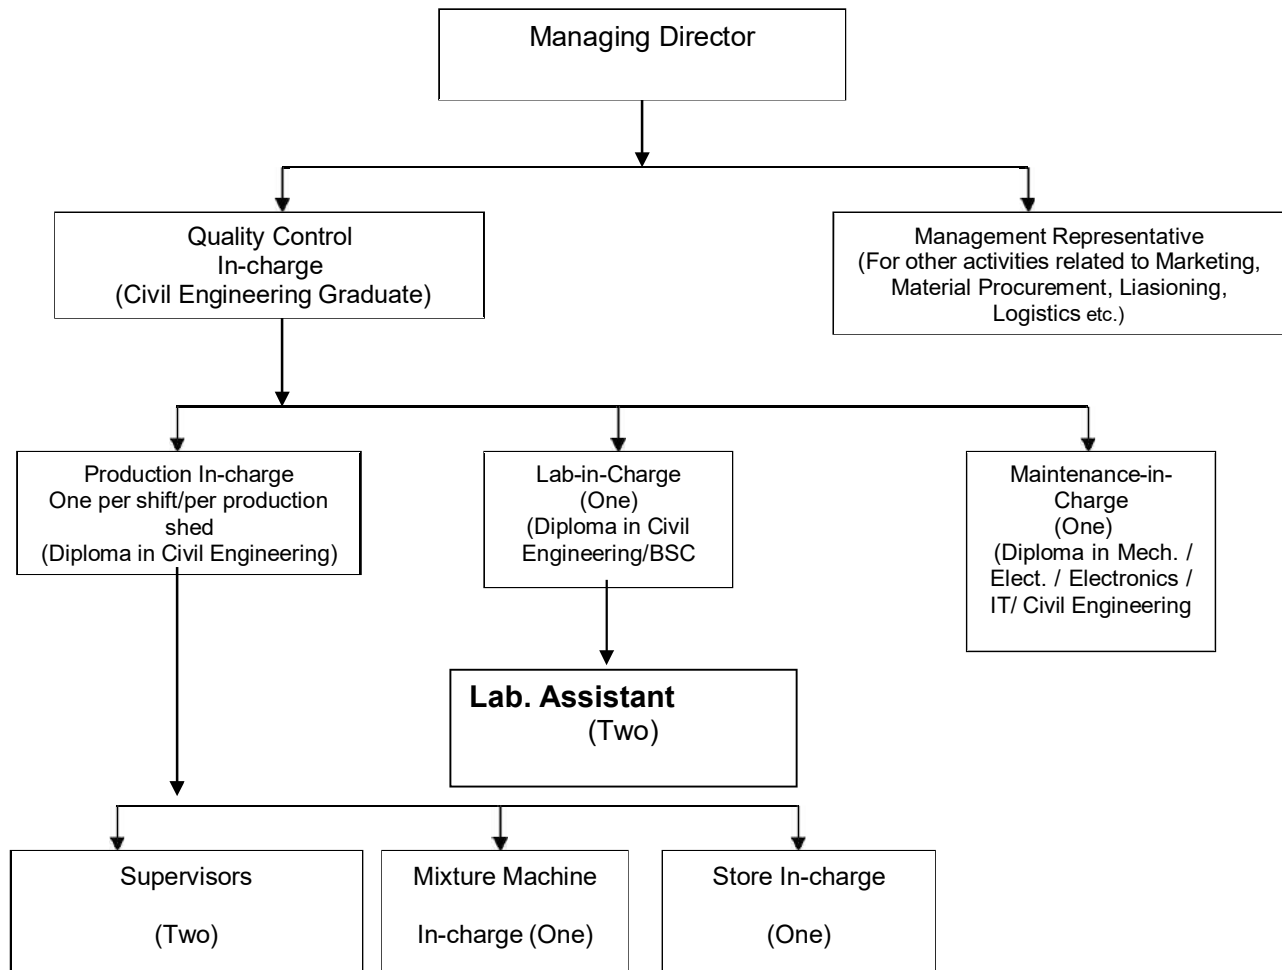 Managing Director
Quality Control
In-charge
(Civil Engineering Graduate)
Management Representative
(For other activities related to Marketing,
Material Procurement, Liasioning,
Logistics etc.)
Production In-charge
One per shift/per production
shed
(Diploma in Civil Engineering)
Lab-in-Charge
(One)
(Diploma in Civil
Engineering/BSC
Maintenance-in-
Charge
(One)
(Diploma in Mech. /
Elect. / Electronics /
IT/ Civil Engineering
Lab. Assistant
(Two)
Supervisors
(Two)
Mixture Machine
In-charge (One)
Store In-charge
(One)